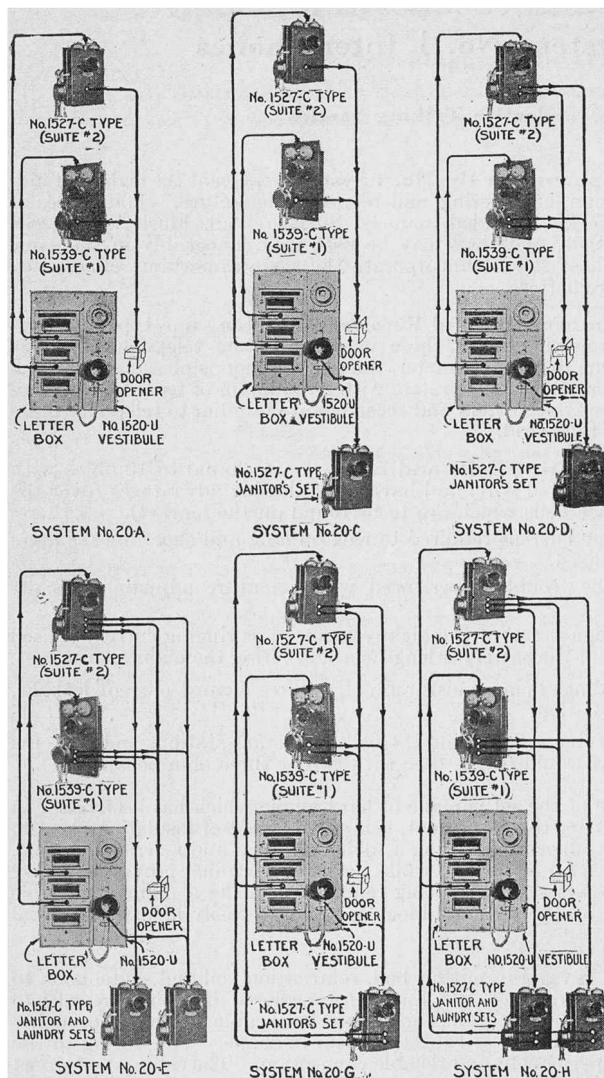 No.1527-C TYPE
(SUITE #2)
No.1539-C TYPE
(SUITE #1)
DOOR
OPENER
LETTER
BOX
No.1520-U
VESTIBULE
SYSTEM No.20-A.
No.1527-C TYPE
(SUITE #2)
No.1539-C TYPE
(SUITE #1)
DOOR
OPENER
LETTER
BOX
1520-U
VESTIBULE
No.1527-C TYPE
JANITOR'S SET
SYSTEM No.20-C
No.1527-C TYPE
(SUITE #2)
No.1539-C TYPE
(SUITE #1)
DOOR
OPENER
LETTER
BOX
No.1520-U
VESTIBULE
No.1527-C TYPE
JANITOR'S SET
SYSTEM No.20-D
No.1527-C TYPE
(SUITE #2)
No.1539-C TYPE
(SUITE #1)
DOOR
OPENER
LETTER
BOX
No.1520-U
No.1527-C TYPE
JANITOR AND
LAUNDRY SETS
SYSTEM No.20-E
No.1527-C TYPE
(SUITE #2)
No.1539-C TYPE
(SUITE #1)
DOOR
OPENER
LETTER
BOX
No.1520-U
VESTIBULE
No.1527-C TYPE
JANITOR'S SET
SYSTEM No.20-G
No.1527-C TYPE
(SUITE #2)
No.1539-C TYPE
(SUITE #1)
DOOR
OPENER
LETTER
BOX
No.1520-U
VESTIBULE
No.1527-C TYPE
JANITOR AND
LAUNDRY SETS
SYSTEM No.20-H